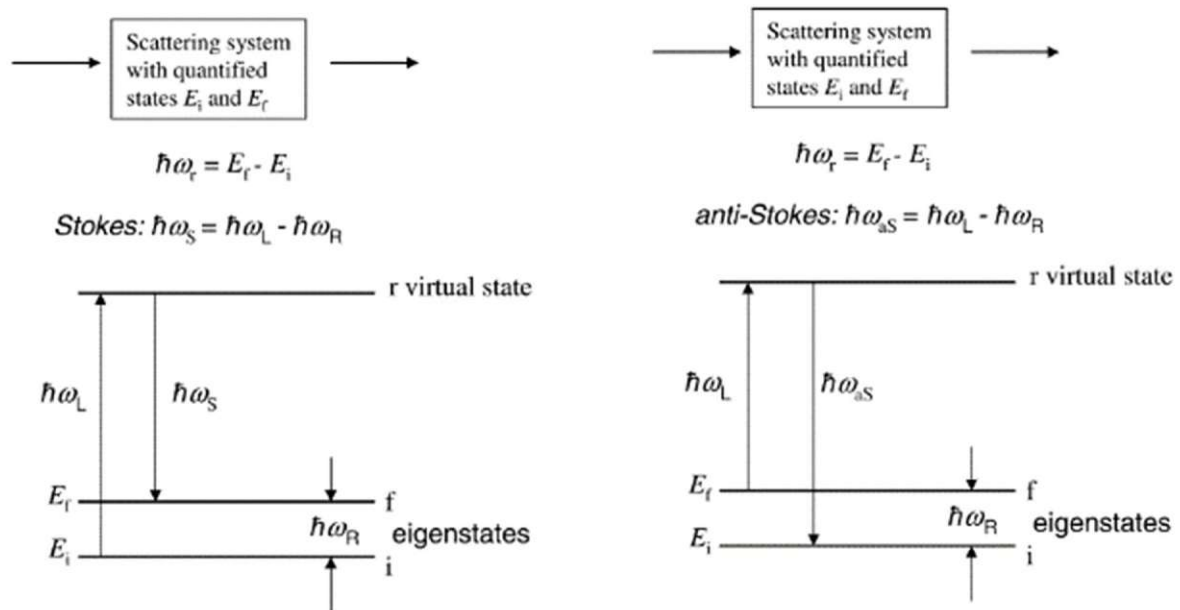 Scattering system
with quantified
states Eᵢ and E_f
ħω_r = E_f - Eᵢ
Stokes: ħω_S = ħω_L - ħω_R
r virtual state
ħω_L
ħω_S
E_f
f
ħω_R
eigenstates
Eᵢ
i
Scattering system
with quantified
states Eᵢ and E_f
ħω_r = E_f - Eᵢ
anti-Stokes: ħω_aS = ħω_L - ħω_R
r virtual state
ħω_L
ħω_aS
E_f
f
ħω_R
eigenstates
Eᵢ
i